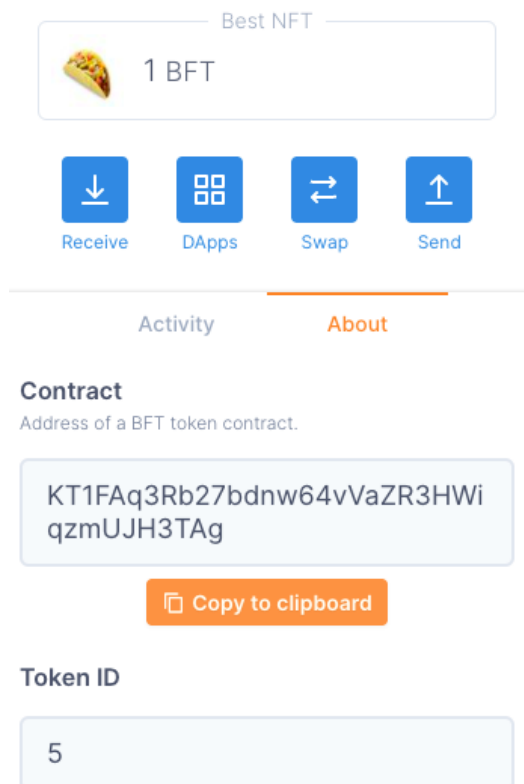 Best NFT
1 BFT
Receive DApps Swap Send
Activity About
Contract
Address of a BFT token contract.
KT1FAq3Rb27bdnw64vVaZR3HWi
qzmUJH3TAg
Copy to clipboard
Token ID
5